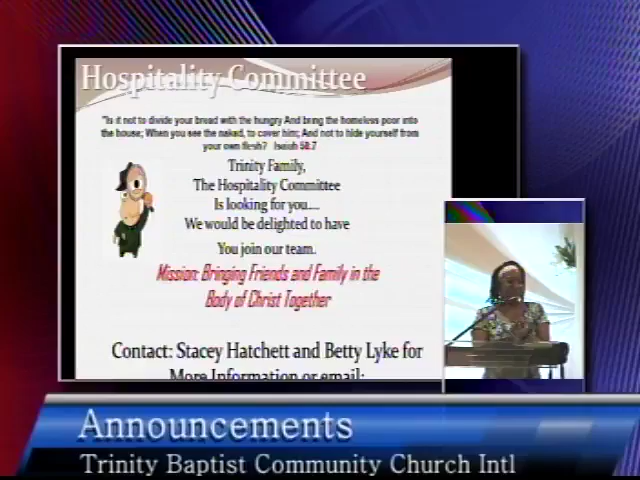 Hospitality Committee
"Is it not to divide your bread with the hungry And bring the homeless poor into
the house; When you see the naked, to cover him; And not to hide yourself from
your own flesh? Isaiah 58:7
Trinity Family,
The Hospitality Committee
Is looking for you....
We would be delighted to have
You join our team.
Mission: Bringing Friends and Family in the
Body of Christ Together
Contact: Stacey Hatchett and Betty Lyke for
More Information or email:
Announcements
Trinity Baptist Community Church Intl